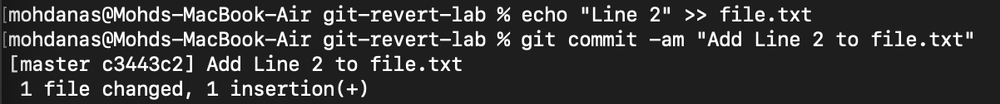 [mohdanas@Mohds-MacBook-Air git-revert-lab % echo "Line 2" >> file.txt
[mohdanas@Mohds-MacBook-Air git-revert-lab % git commit -am "Add Line 2 to file.txt"
[master c3443c2] Add Line 2 to file.txt
1 file changed, 1 insertion(+)